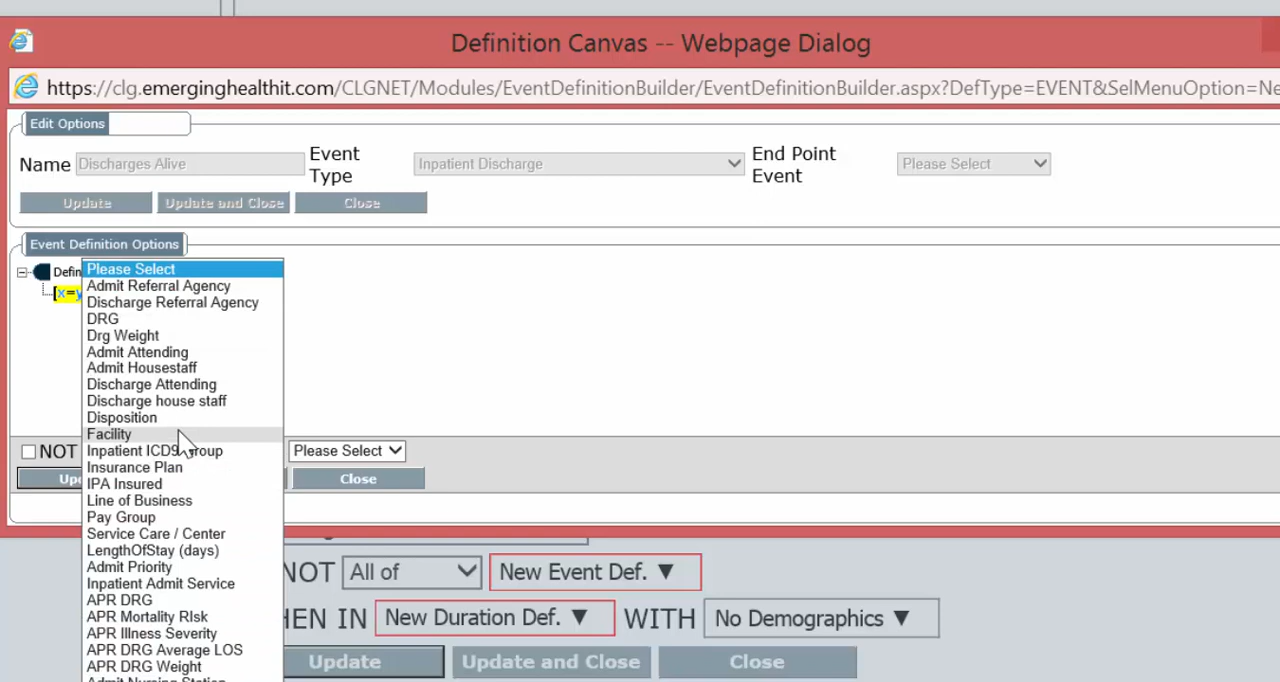 Definition Canvas -- Webpage Dialog
https://clg.emerginghealthit.com/CLGNET/Modules/EventDefinitionBuilder/EventDefinitionBuilder.aspx?DefType=EVENT&SelMenuOption=Ne
Edit Options
Name Discharges Alive Event Type Inpatient Discharge End Point Event Please Select
Update Update and Close Close
Event Definition Options
Defin
[x=y
Please Select
Admit Referral Agency
Discharge Referral Agency
DRG
Drg Weight
Admit Attending
Admit Housestaff
Discharge Attending
Discharge house staff
Disposition
Facility
Inpatient ICD9 Group
Insurance Plan
IPA Insured
Line of Business
Pay Group
Service Care / Center
LengthOfStay (days)
Admit Priority
Inpatient Admit Service
APR DRG
APR Mortality RIsk
APR Illness Severity
APR DRG Average LOS
APR DRG Weight
Admit Nursing Station
NOT Please Select
Up Close
NOT All of New Event Def. ▼
HEN IN New Duration Def. ▼ WITH No Demographics ▼
Update Update and Close Close